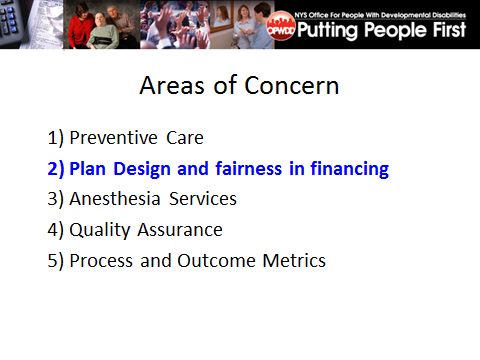 NYS Office For People With Developmental Disabilities
OPWDD
Putting People First
Areas of Concern
1) Preventive Care
2) Plan Design and fairness in financing
3) Anesthesia Services
4) Quality Assurance
5) Process and Outcome Metrics